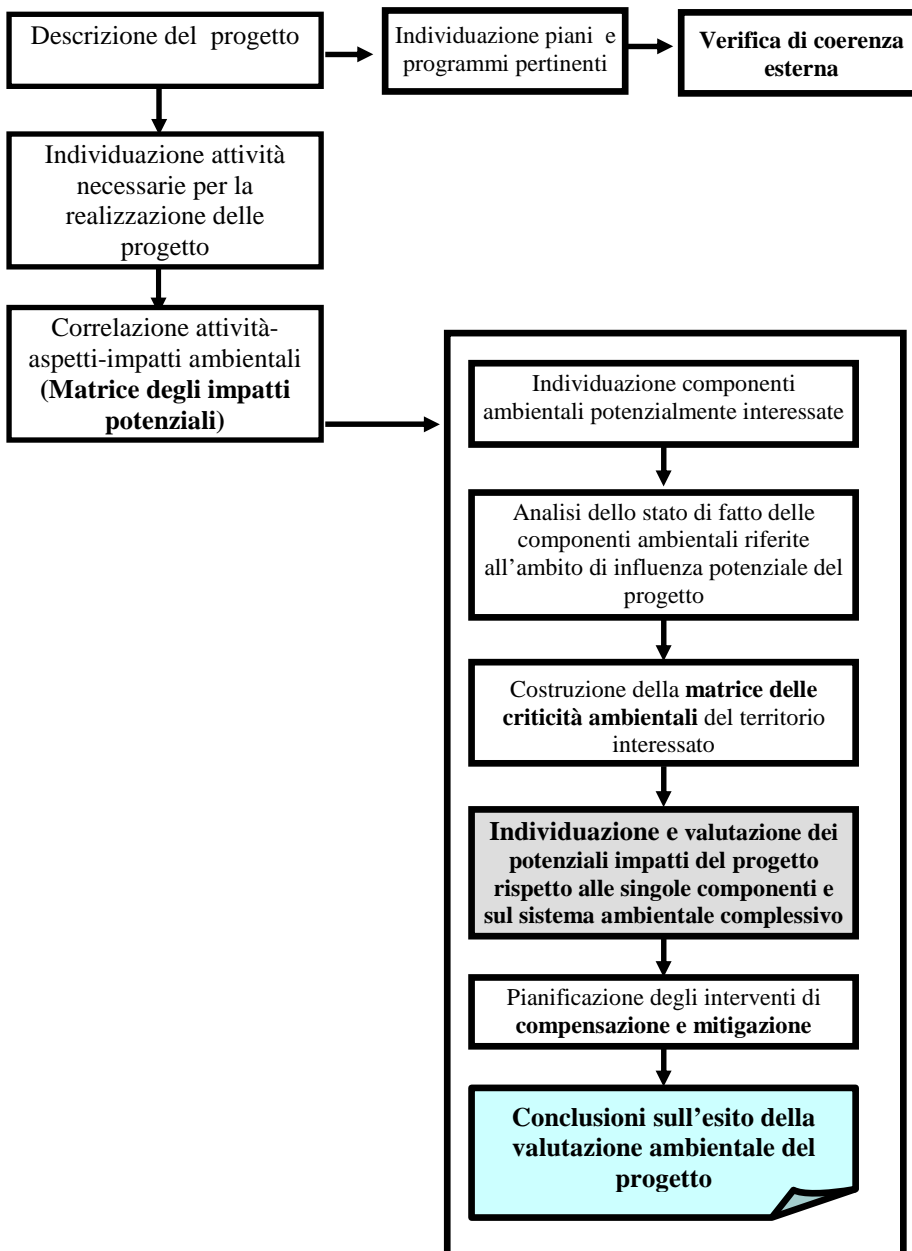 Descrizione del progetto
Individuazione piani e
programmi pertinenti
Verifica di coerenza
esterna
Individuazione attività
necessarie per la
realizzazione delle
progetto
Correlazione attività-
aspetti-impatti ambientali
(Matrice degli impatti
potenziali)
Individuazione componenti
ambientali potenzialmente interessate
Analisi dello stato di fatto delle
componenti ambientali riferite
all’ambito di influenza potenziale del
progetto
Costruzione della matrice delle
criticità ambientali del territorio
interessato
Individuazione e valutazione dei
potenziali impatti del progetto
rispetto alle singole componenti e
sul sistema ambientale complessivo
Pianificazione degli interventi di
compensazione e mitigazione
Conclusioni sull’esito della
valutazione ambientale del
progetto